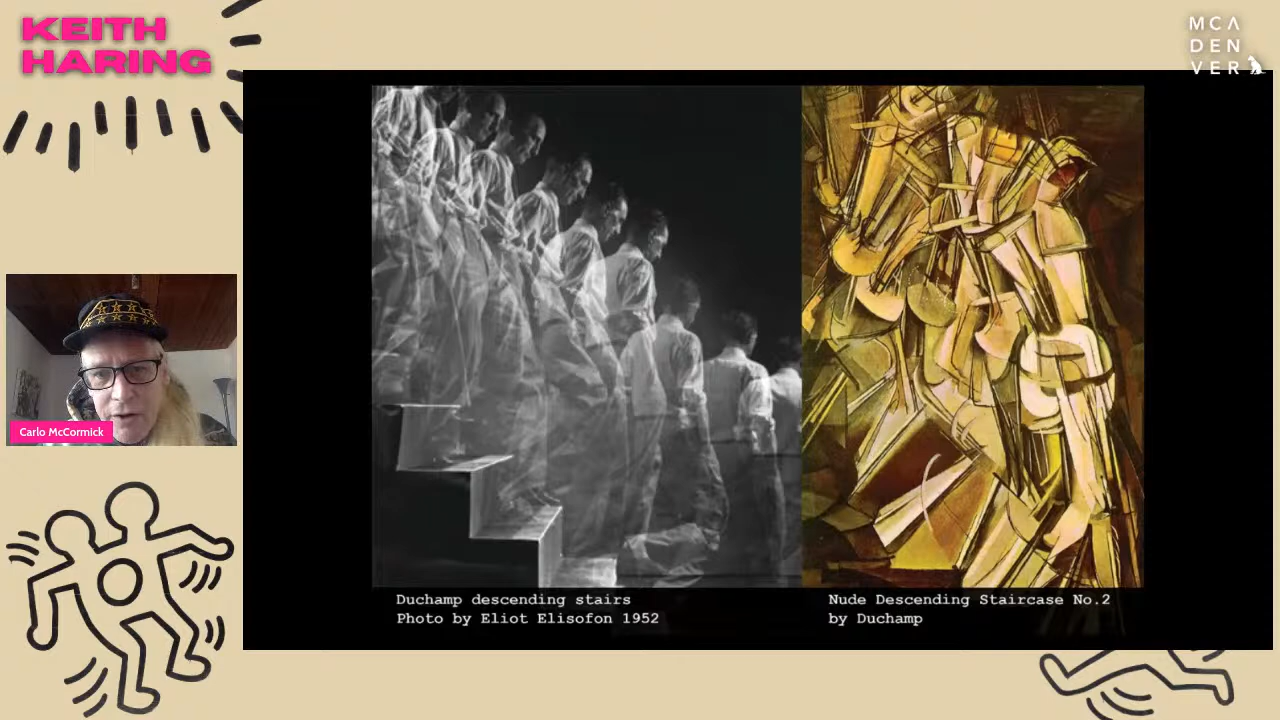 KEITH
HARING
MCA
DEN
VER
Carlo McCormick
Duchamp descending stairs
Photo by Eliot Elisofon 1952
Nude Descending Staircase No.2
by Duchamp